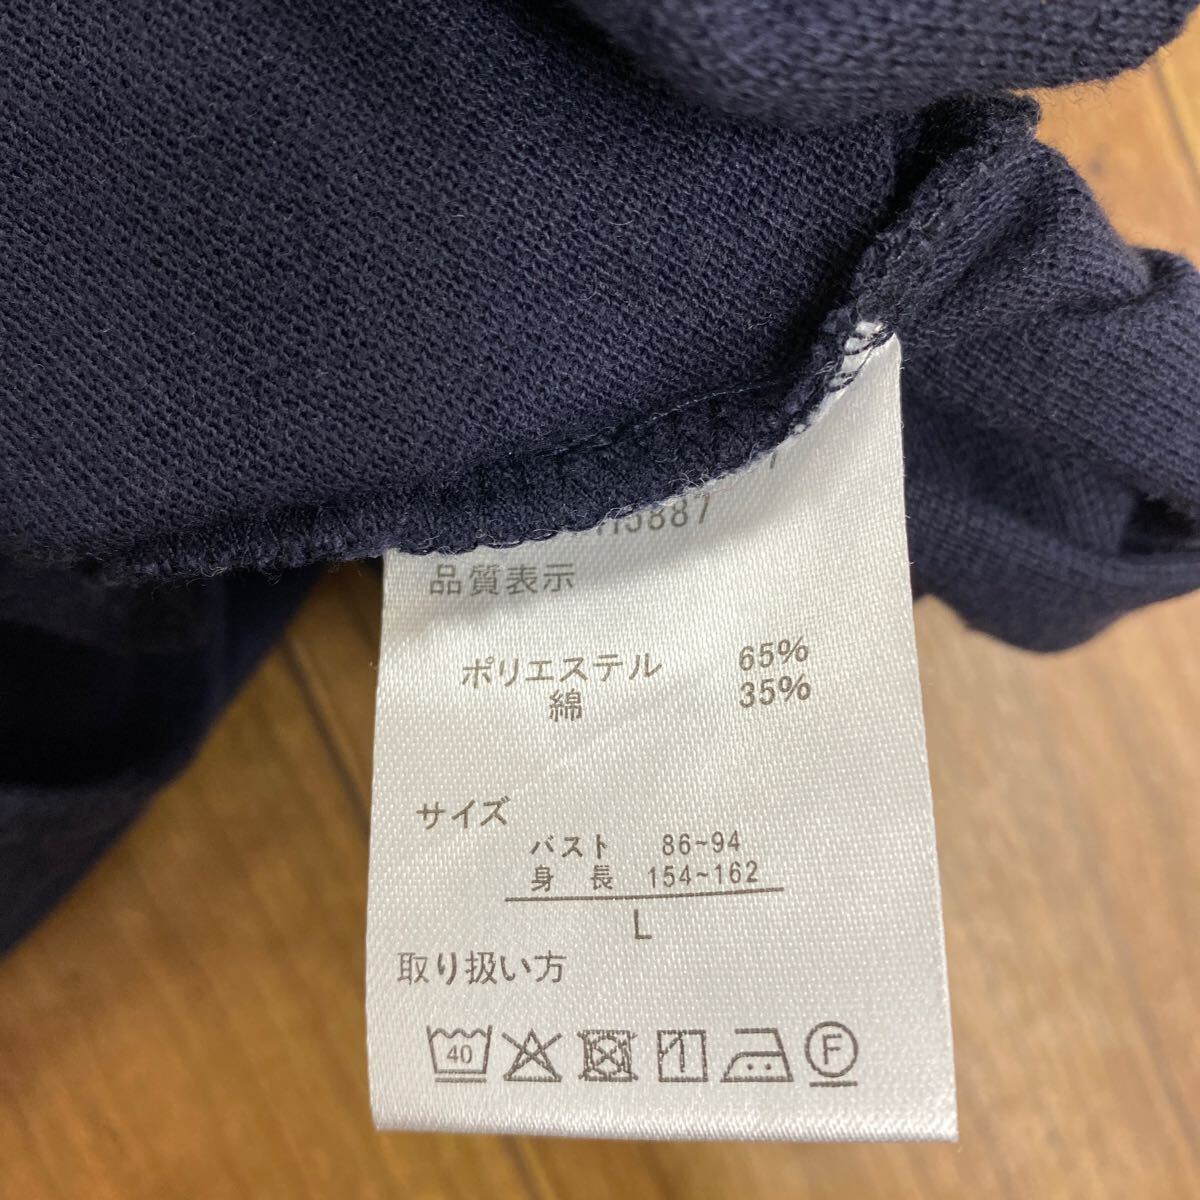 品質表示
ポリエステル 65%
綿 35%
サイズ
バスト 86~94
身長 154~162
L
取り扱い方
40
F